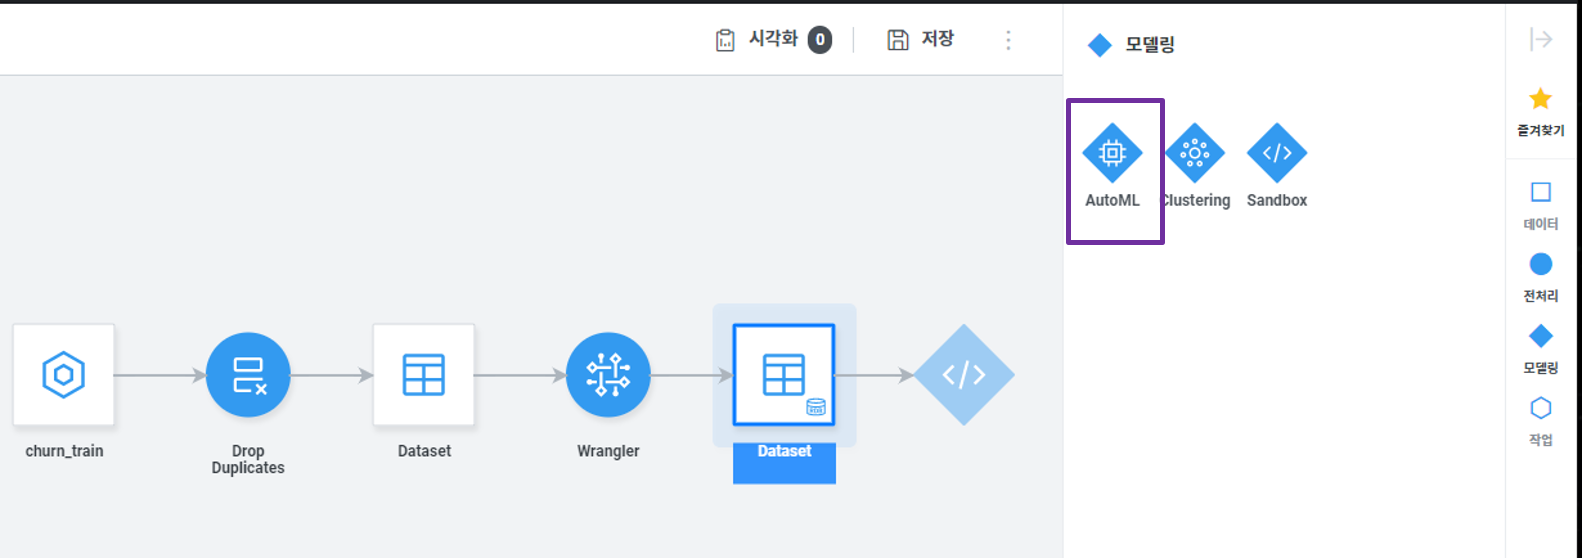 시각화 0
저장
모델링
AutoML
Clustering
Sandbox
즐겨찾기
데이터
전처리
모델링
작업
churn_train
Drop
Duplicates
Dataset
Wrangler
Dataset